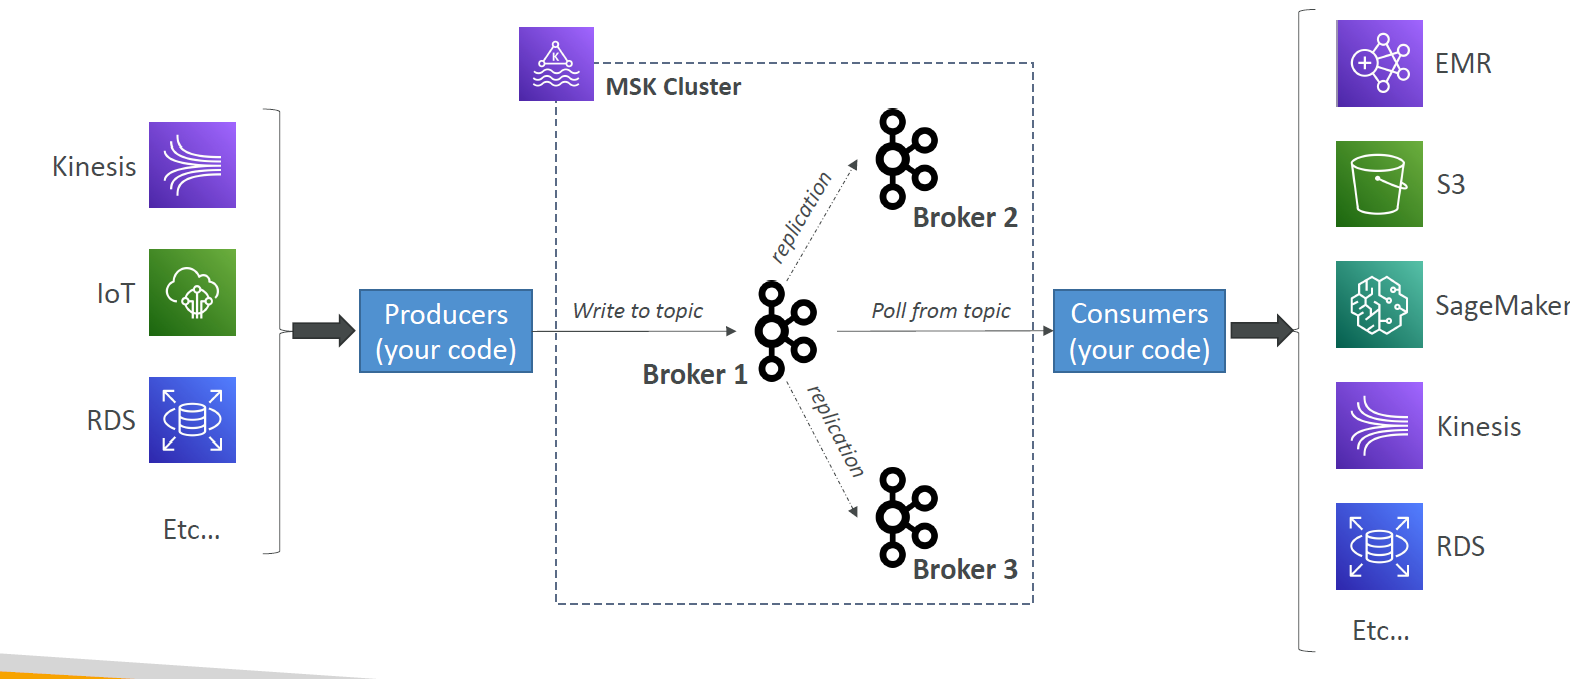 MSK Cluster
K
Kinesis
IoT
RDS
Etc...
Producers
(your code)
Write to topic
Broker 1
replication
Broker 2
replication
Broker 3
Poll from topic
Consumers
(your code)
EMR
S3
SageMaker
Kinesis
RDS
Etc...